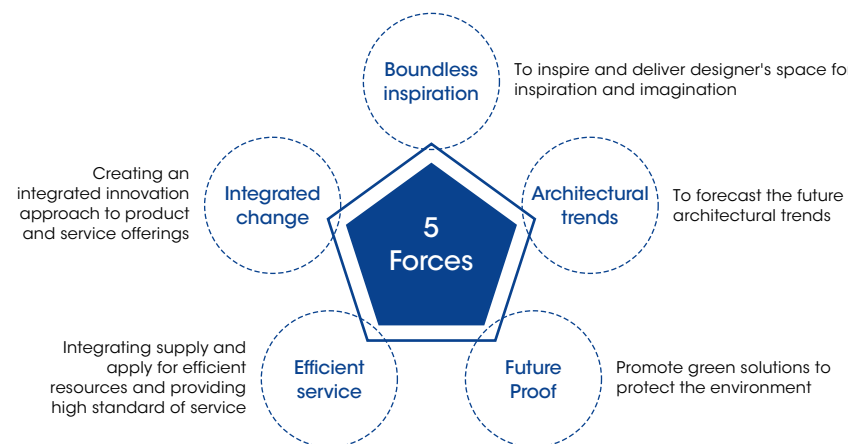 Boundless
inspiration
To inspire and deliver designer's space fo
inspiration and imagination
Architectural
trends
To forecast the future
architectural trends
Future
Proof
Promote green solutions to
protect the environment
Efficient
service
Integrating supply and
apply for efficient
resources and providing
high standard of service
Integrated
change
Creating an
integrated innovation
approach to product
and service offerings
5
Forces